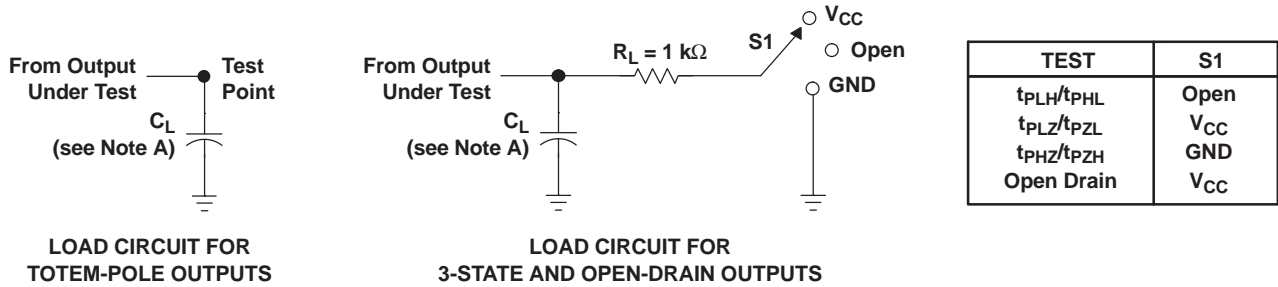 From Output
Under Test
Test
Point
C_L
(see Note A)
LOAD CIRCUIT FOR
TOTEM-POLE OUTPUTS
From Output
Under Test
C_L
(see Note A)
R_L = 1 kΩ
S1
V_CC
Open
GND
LOAD CIRCUIT FOR
3-STATE AND OPEN-DRAIN OUTPUTS
TEST S1
t_PLH/t_PHL Open
t_PLZ/t_PZL V_CC
t_PHZ/t_PZH GND
Open Drain V_CC